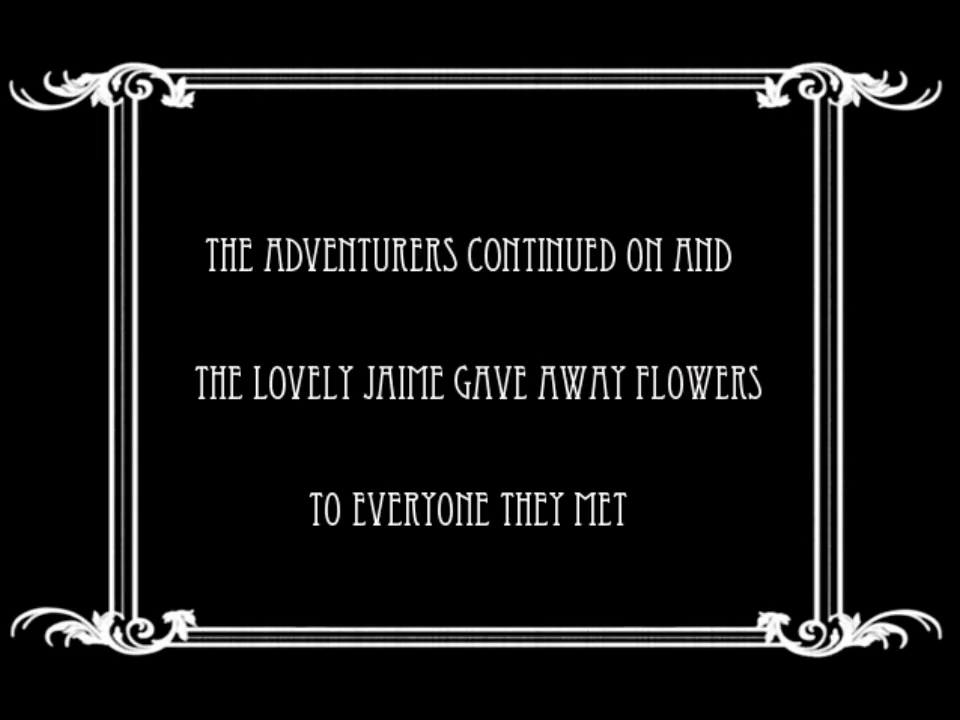 THE ADVENTURERS CONTINUED ON AND
THE LOVELY JAIME GAVE AWAY FLOWERS
TO EVERYONE THEY MET